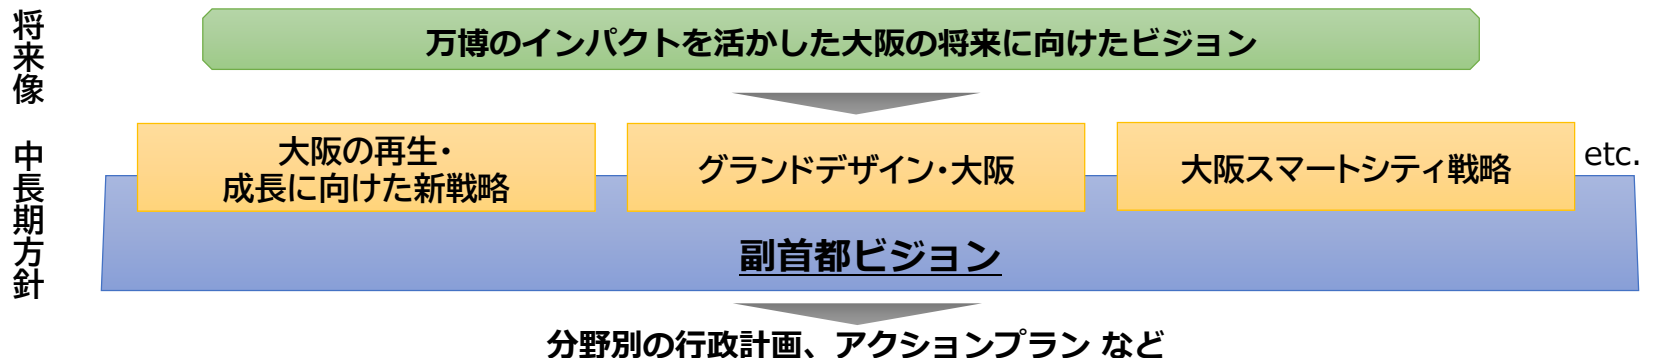 将来像
万博のインパクトを活かした大阪の将来に向けたビジョン
中長期方針
大阪の再生・
成長に向けた新戦略
グランドデザイン・大阪
大阪スマートシティ戦略
etc.
副首都ビジョン
分野別の行政計画、アクションプラン など